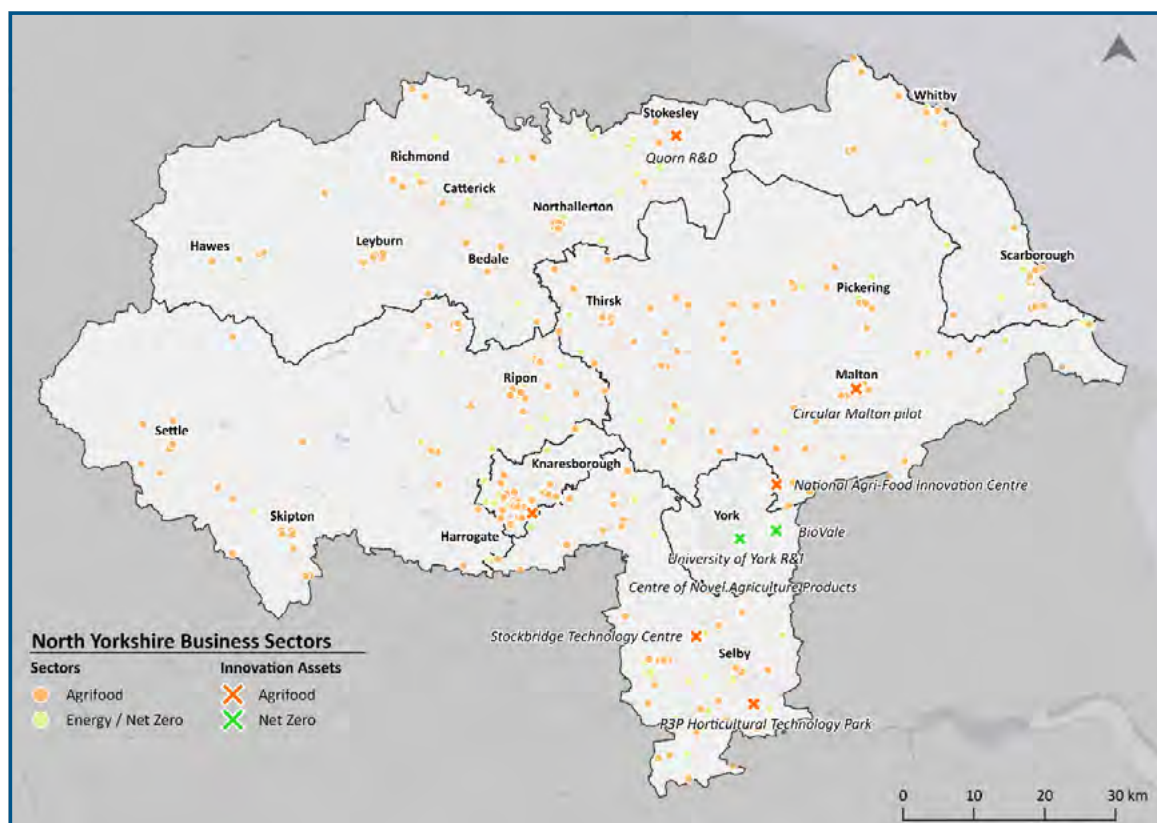 Whitby
Stokesley
Quorn R&D
Richmond
Catterick
Northallerton
Hawes
Leyburn
Bedale
Scarborough
Thirsk
Pickering
Ripon
Malton
Circular Malton pilot
Settle
Knaresborough
National Agri-Food Innovation Centre
Skipton
York
BioVale
Harrogate
University of York R&I
Centre of Novel Agriculture Products
Stockbridge Technology Centre
Selby
P3P Horticultural Technology Park
North Yorkshire Business Sectors
Sectors
Innovation Assets
Agrifood
Agrifood
Energy / Net Zero
Net Zero
0 10 20 30 km